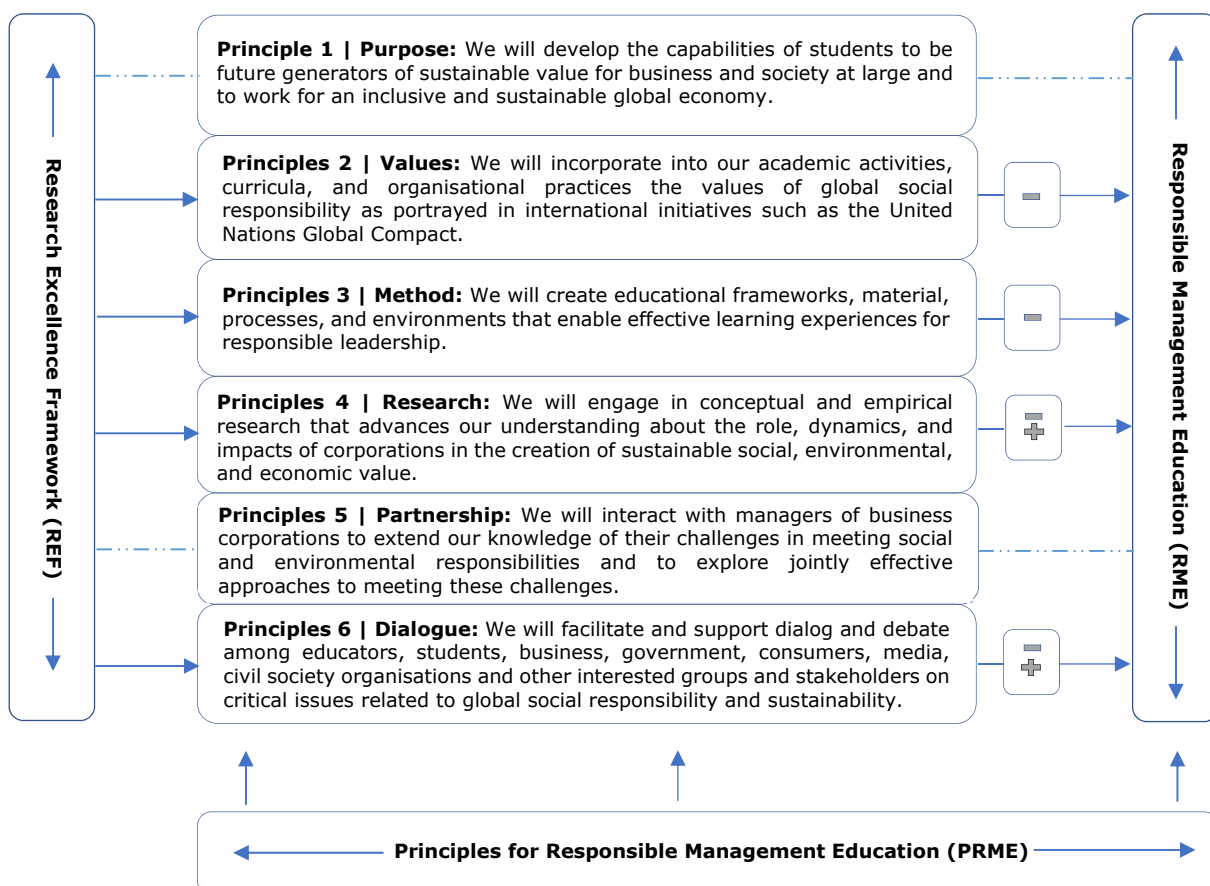 Research Excellence Framework (REF)
Principle 1 | Purpose: We will develop the capabilities of students to be
future generators of sustainable value for business and society at large and
to work for an inclusive and sustainable global economy.
Principles 2 | Values: We will incorporate into our academic activities,
curricula, and organisational practices the values of global social
responsibility as portrayed in international initiatives such as the United
Nations Global Compact.
Principles 3 | Method: We will create educational frameworks, material,
processes, and environments that enable effective learning experiences for
responsible leadership.
Principles 4 | Research: We will engage in conceptual and empirical
research that advances our understanding about the role, dynamics, and
impacts of corporations in the creation of sustainable social, environmental,
and economic value.
Principles 5 | Partnership: We will interact with managers of business
corporations to extend our knowledge of their challenges in meeting social
and environmental responsibilities and to explore jointly effective
approaches to meeting these challenges.
Principles 6 | Dialogue: We will facilitate and support dialog and debate
among educators, students, business, government, consumers, media,
civil society organisations and other interested groups and stakeholders on
critical issues related to global social responsibility and sustainability.
Responsible Management Education (RME)
Principles for Responsible Management Education (PRME)